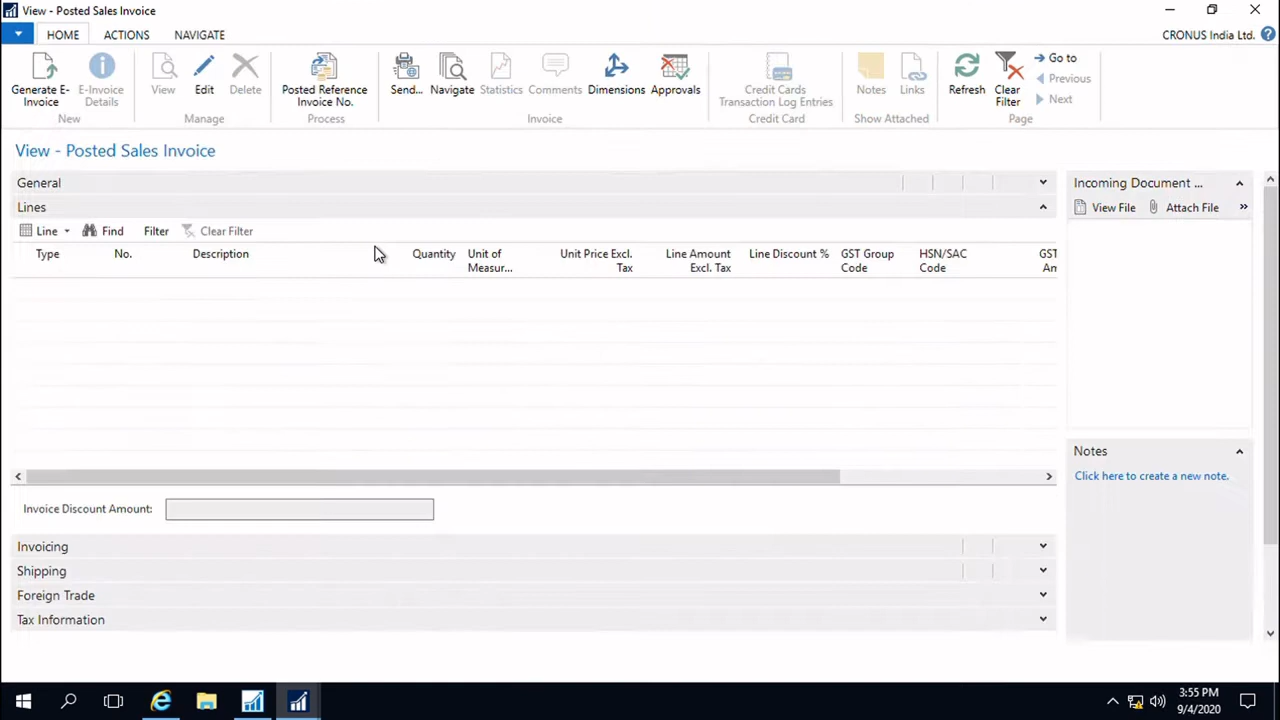 View - Posted Sales Invoice
HOME ACTIONS NAVIGATE CRONUS India Ltd.
Generate E-Invoice
E-Invoice Details
New
View
Edit
Delete
Manage
Posted Reference Invoice No.
Process
Send...
Navigate
Statistics
Comments
Dimensions
Approvals
Invoice
Credit Cards Transaction Log Entries
Credit Card
Notes
Links
Show Attached
Refresh
Clear Filter
Go to
Previous
Next
Page
View - Posted Sales Invoice
General
Lines
Line Find Filter Clear Filter
Type
No.
Description
Quantity
Unit of Measur...
Unit Price Excl. Tax
Line Amount Excl. Tax
Line Discount %
GST Group Code
HSN/SAC Code
GST Am
Invoice Discount Amount:
Invoicing
Shipping
Foreign Trade
Tax Information
Incoming Document ...
View File Attach File »
Notes
Click here to create a new note.
3:55 PM
9/4/2020